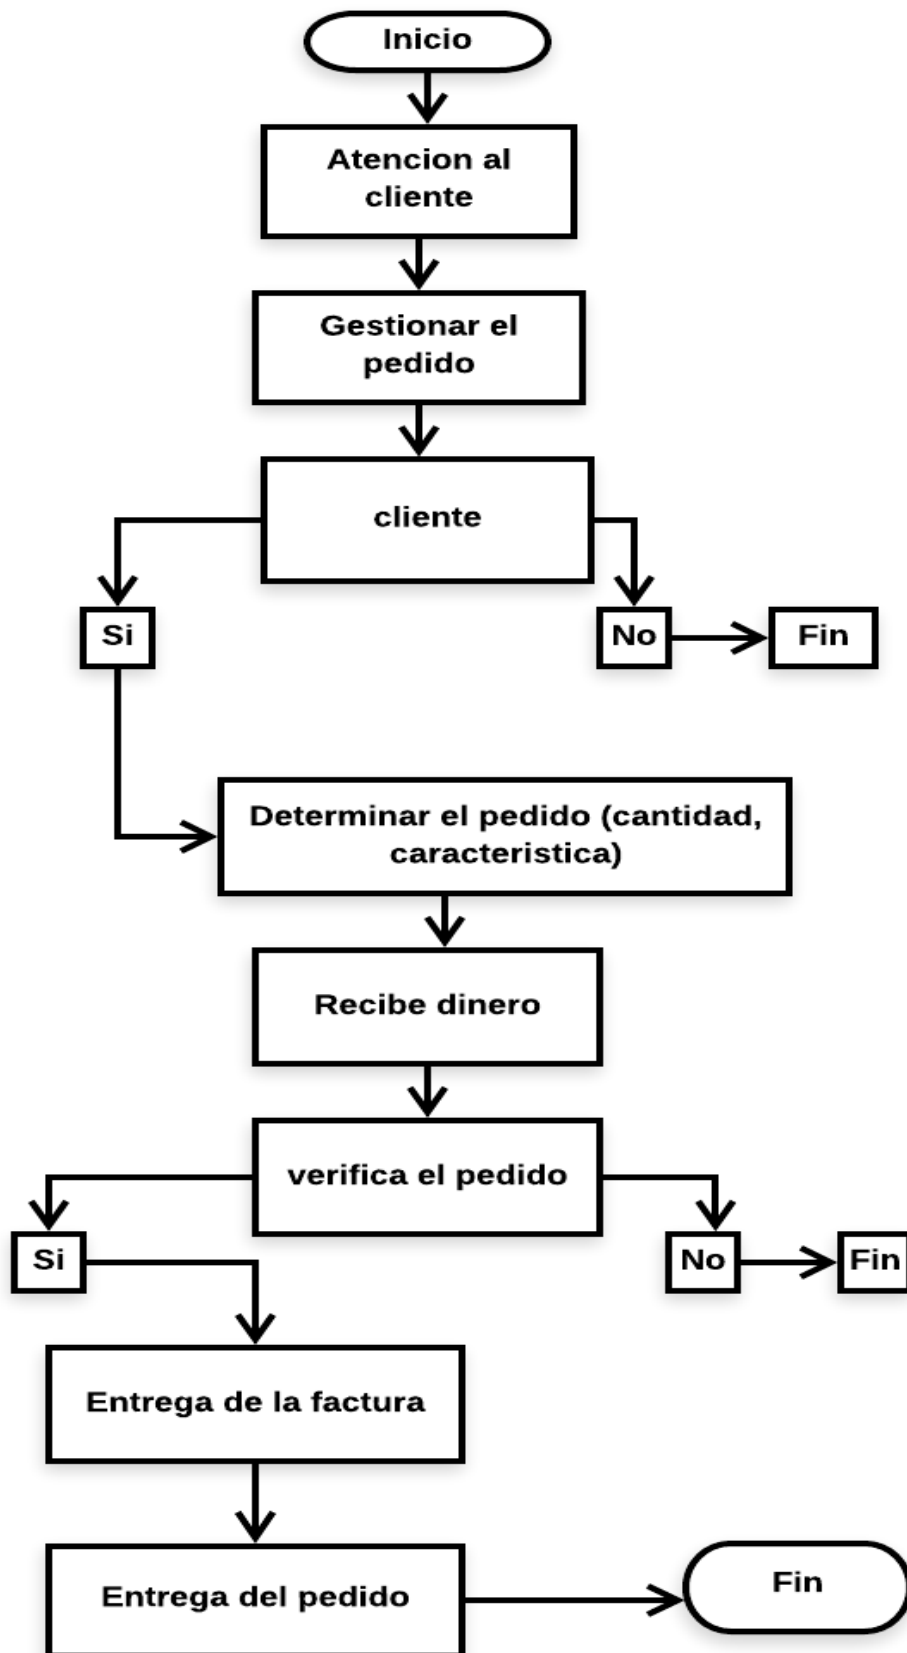 Inicio
Atencion al
cliente
Gestionar el
pedido
cliente
Si
No
Fin
Determinar el pedido (cantidad,
caracteristica)
Recibe dinero
verifica el pedido
Si
No
Fin
Entrega de la factura
Entrega del pedido
Fin